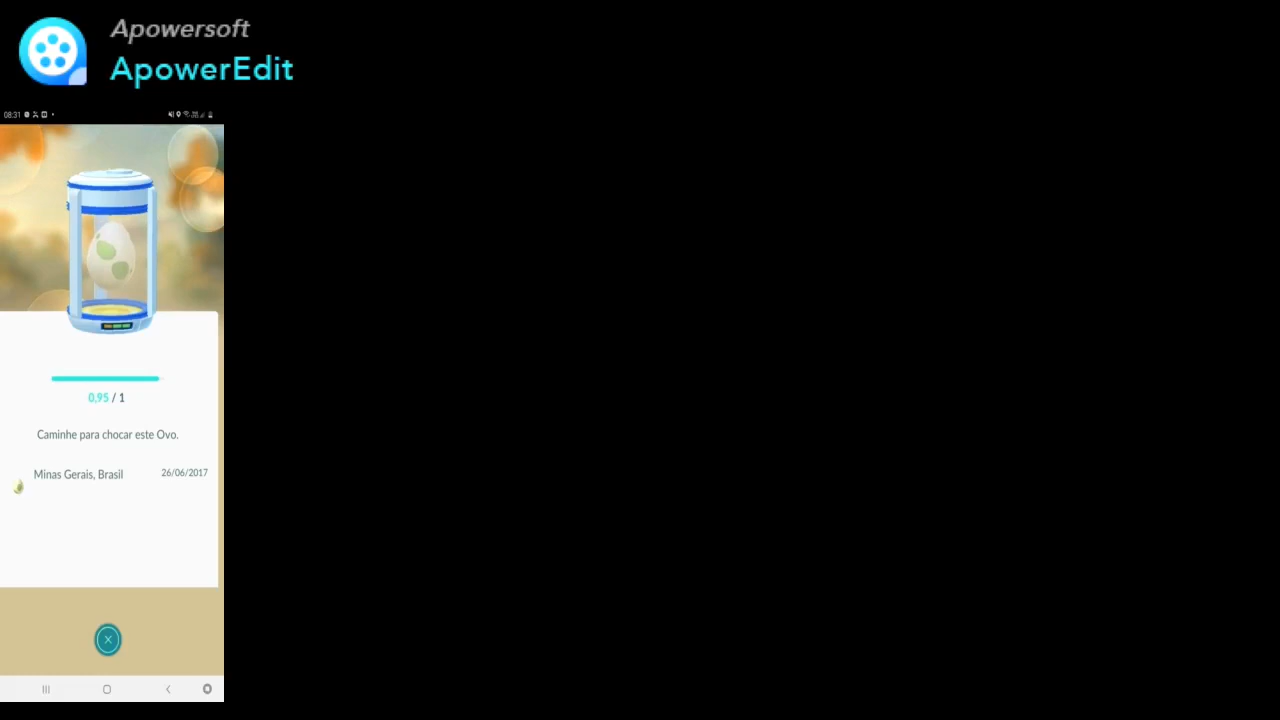 Apowersoft
ApowerEdit
08:31
0,95 / 1
Caminhe para chocar este Ovo.
Minas Gerais, Brasil 26/06/2017